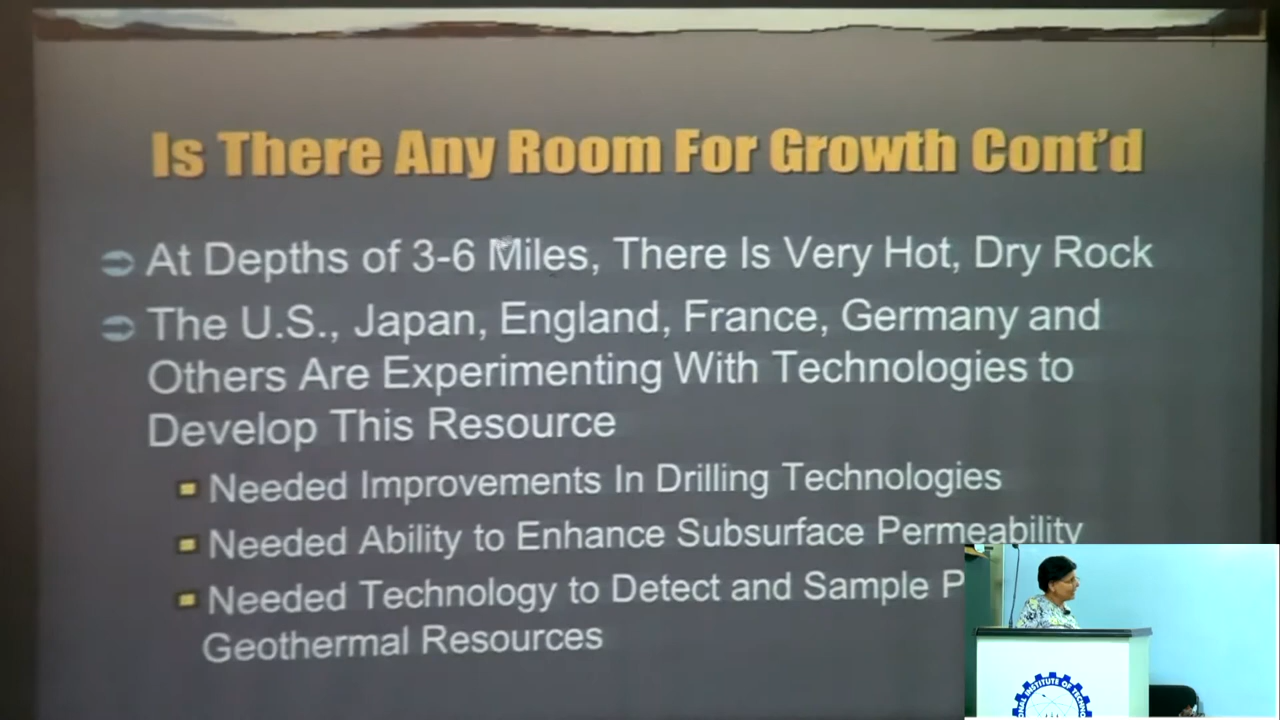 Is There Any Room For Growth Cont'd
At Depths of 3-6 Miles, There Is Very Hot, Dry Rock
The U.S., Japan, England, France, Germany and
Others Are Experimenting With Technologies to
Develop This Resource
Needed Improvements In Drilling Technologies
Needed Ability to Enhance Subsurface Permeability
Needed Technology to Detect and Sample P
Geothermal Resources
INSTITUTE OF